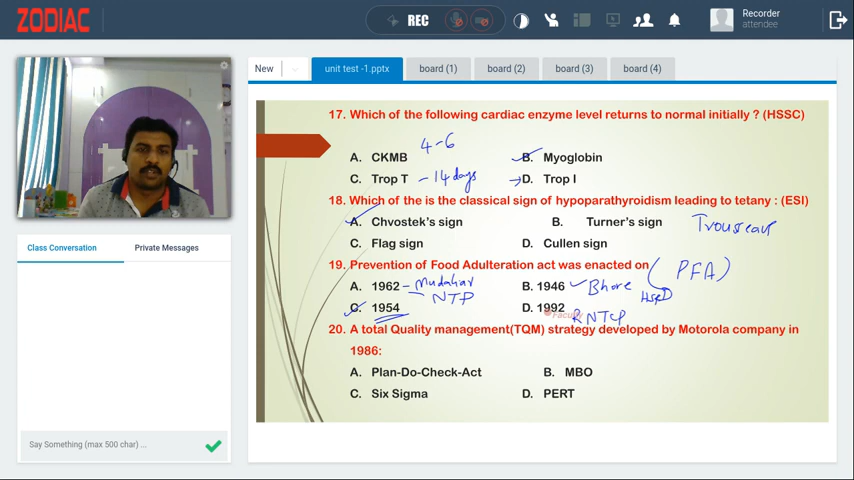 ZODIAC
REC
Recorder
attendee
New
unit test -1.pptx
board (1)
board (2)
board (3)
board (4)
17. Which of the following cardiac enzyme level returns to normal initially ? (HSSC)
4-6
A. CKMB
B. Myoglobin
C. Trop T - 14 days
D. Trop I
18. Which of the is the classical sign of hypoparathyroidism leading to tetany : (ESI)
A. Chvostek's sign
B. Turner's sign
C. Flag sign
D. Cullen sign
19. Prevention of Food Adulteration act was enacted on (PFA)
A. 1962 - Mudaliar
NTP
B. 1946 Bhore
C. 1954
D. 1992
Faculty
RNTCP
20. A total Quality management(TQM) strategy developed by Motorola company in
1986:
A. Plan-Do-Check-Act
B. MBO
C. Six Sigma
D. PERT
Class Conversation
Private Messages
Say Something (max 500 char) ...